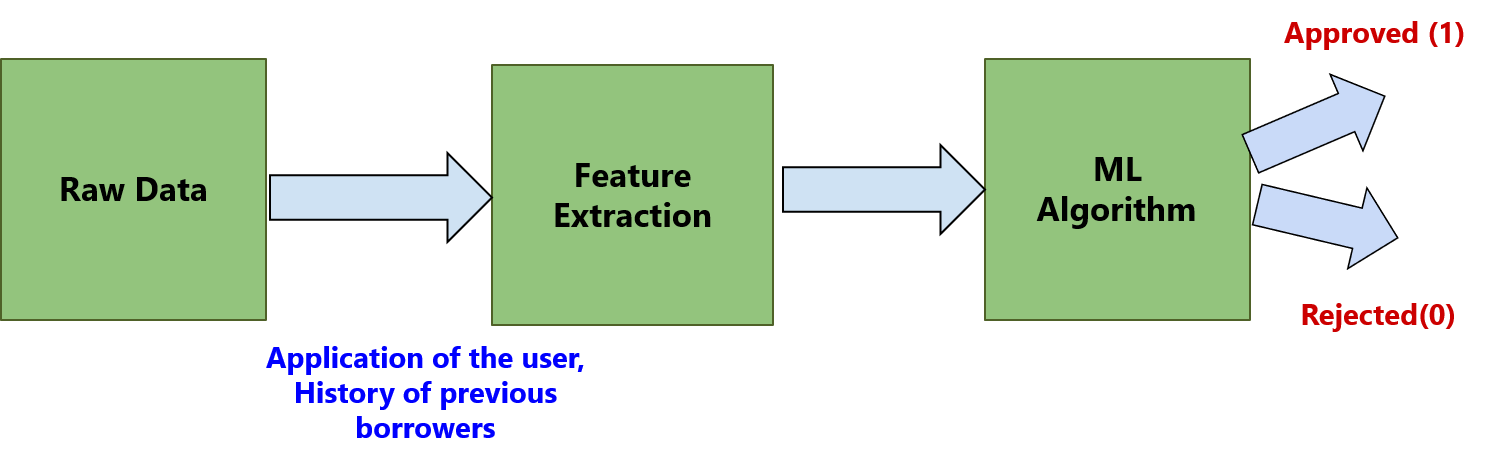 Approved (1)
Raw Data
Feature
Extraction
ML
Algorithm
Rejected(0)
Application of the user,
History of previous
borrowers